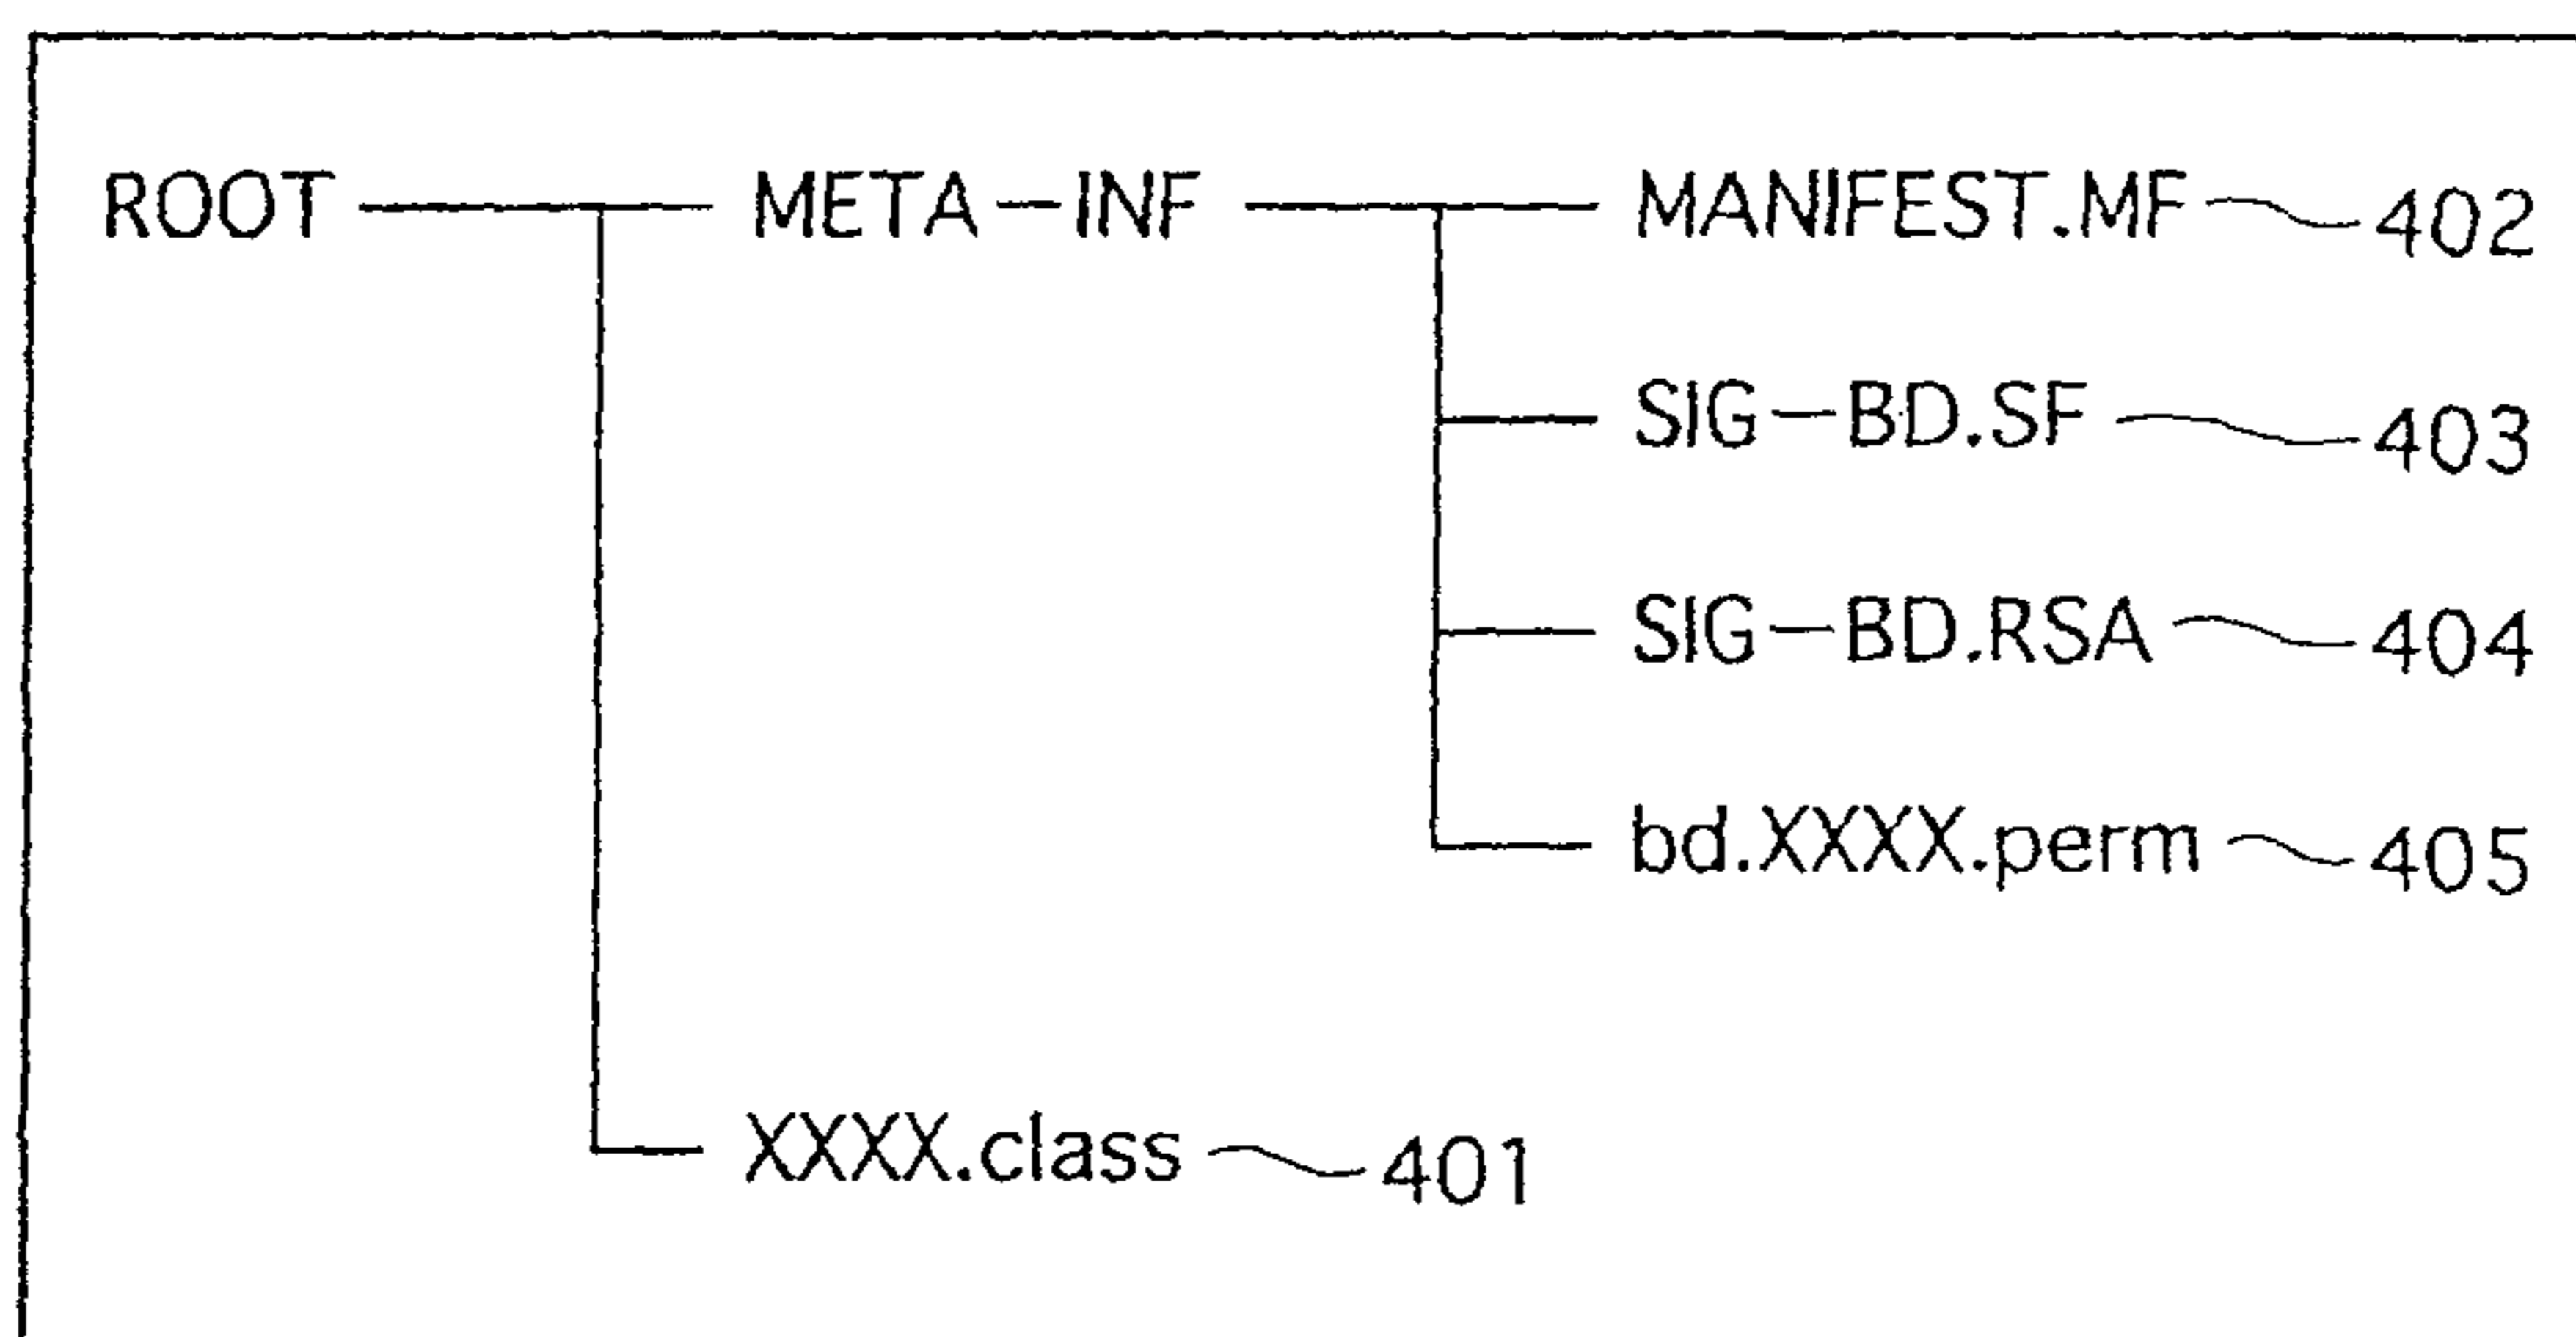 ROOT META-INF MANIFEST.MF 402
SIG-BD.SF 403
SIG-BD.RSA 404
bd.XXXX.perm 405
XXXX.class 401